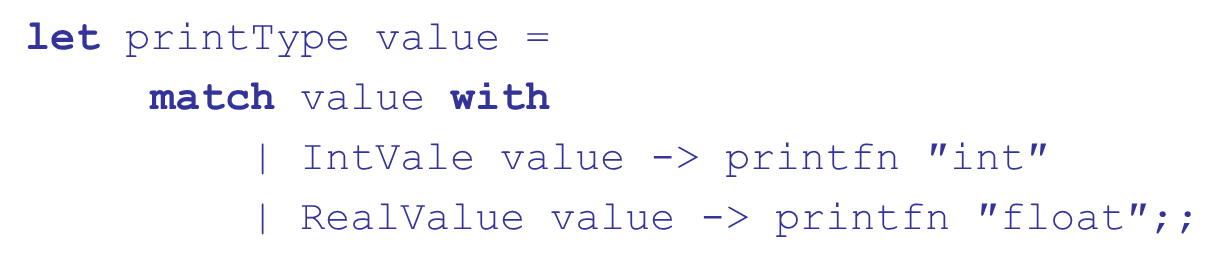 let printType value =
match value with
| IntVale value -> printfn "int"
| RealValue value -> printfn "float";;